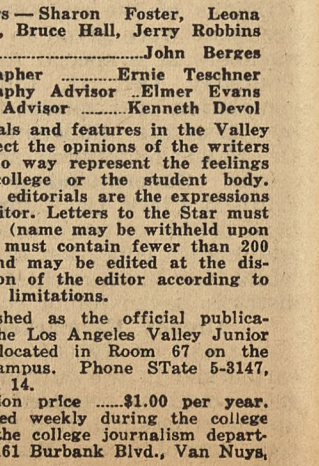 rs — Sharon Foster, Leona
, Bruce Hall, Jerry Robbins
...........................John Berges
apher ...........Ernie Teschner
aphy Advisor ..Elmer Evans
Advisor .........Kenneth Devol
als and features in the Valley
ect the opinions of the writers
o way represent the feelings
college or the student body.
editorials are the expressions
itor. Letters to the Star must
(name may be withheld upon
must contain fewer than 200
nd may be edited at the dis-
on of the editor according to
limitations.
shed as the official publica-
he Los Angeles Valley Junior
located in Room 67 on the
ampus. Phone STate 5-3147,
14.
ion price ......$1.00 per year.
ed weekly during the college
the college journalism depart-
61 Burbank Blvd., Van Nuys,